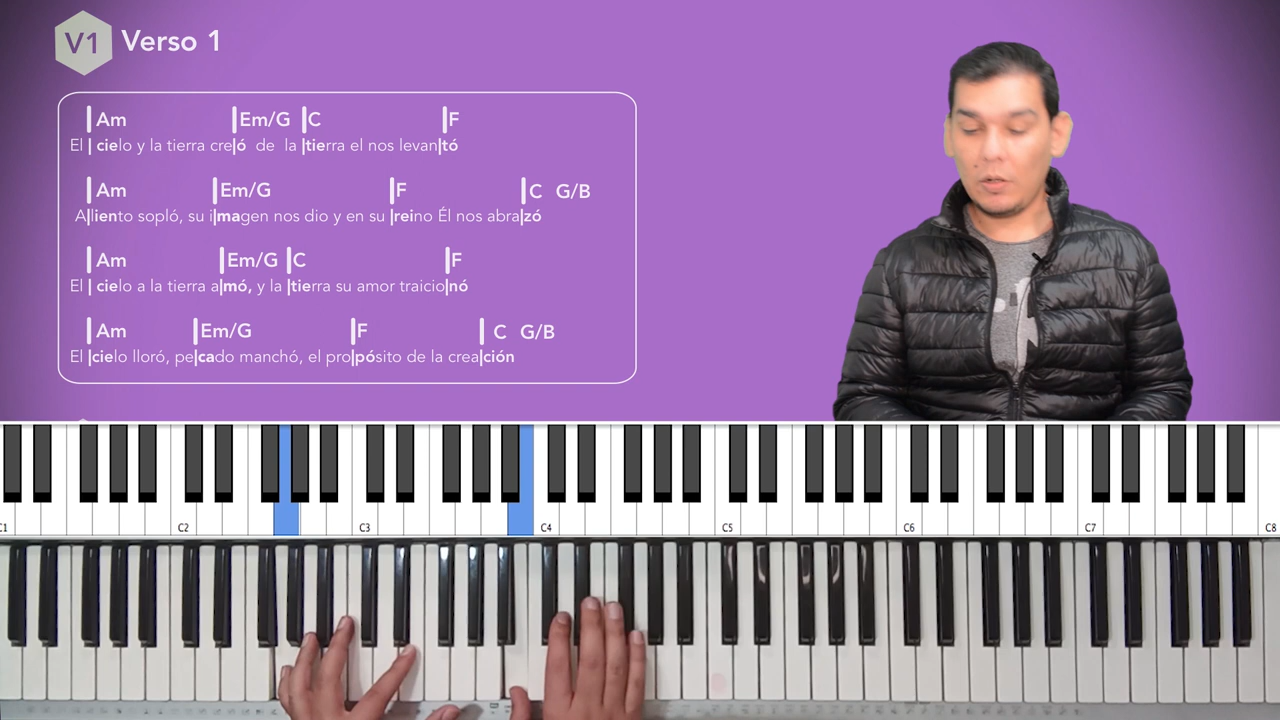 V1 Verso 1
Am Em/G C F
El | cielo y la tierra cre|ó de la |tierra el nos levan|tó
Am Em/G F C G/B
A|liento sopló, su i|magen nos dio y en su |reino Él nos abra|zó
Am Em/G C F
El | cielo a la tierra a|mó, y la |tierra su amor traicio|nó
Am Em/G F C G/B
El |cielo lloró, pe|cado manchó, el pro|pósito de la crea|ción
C1 C2 C3 C4 C5 C6 C7 C8